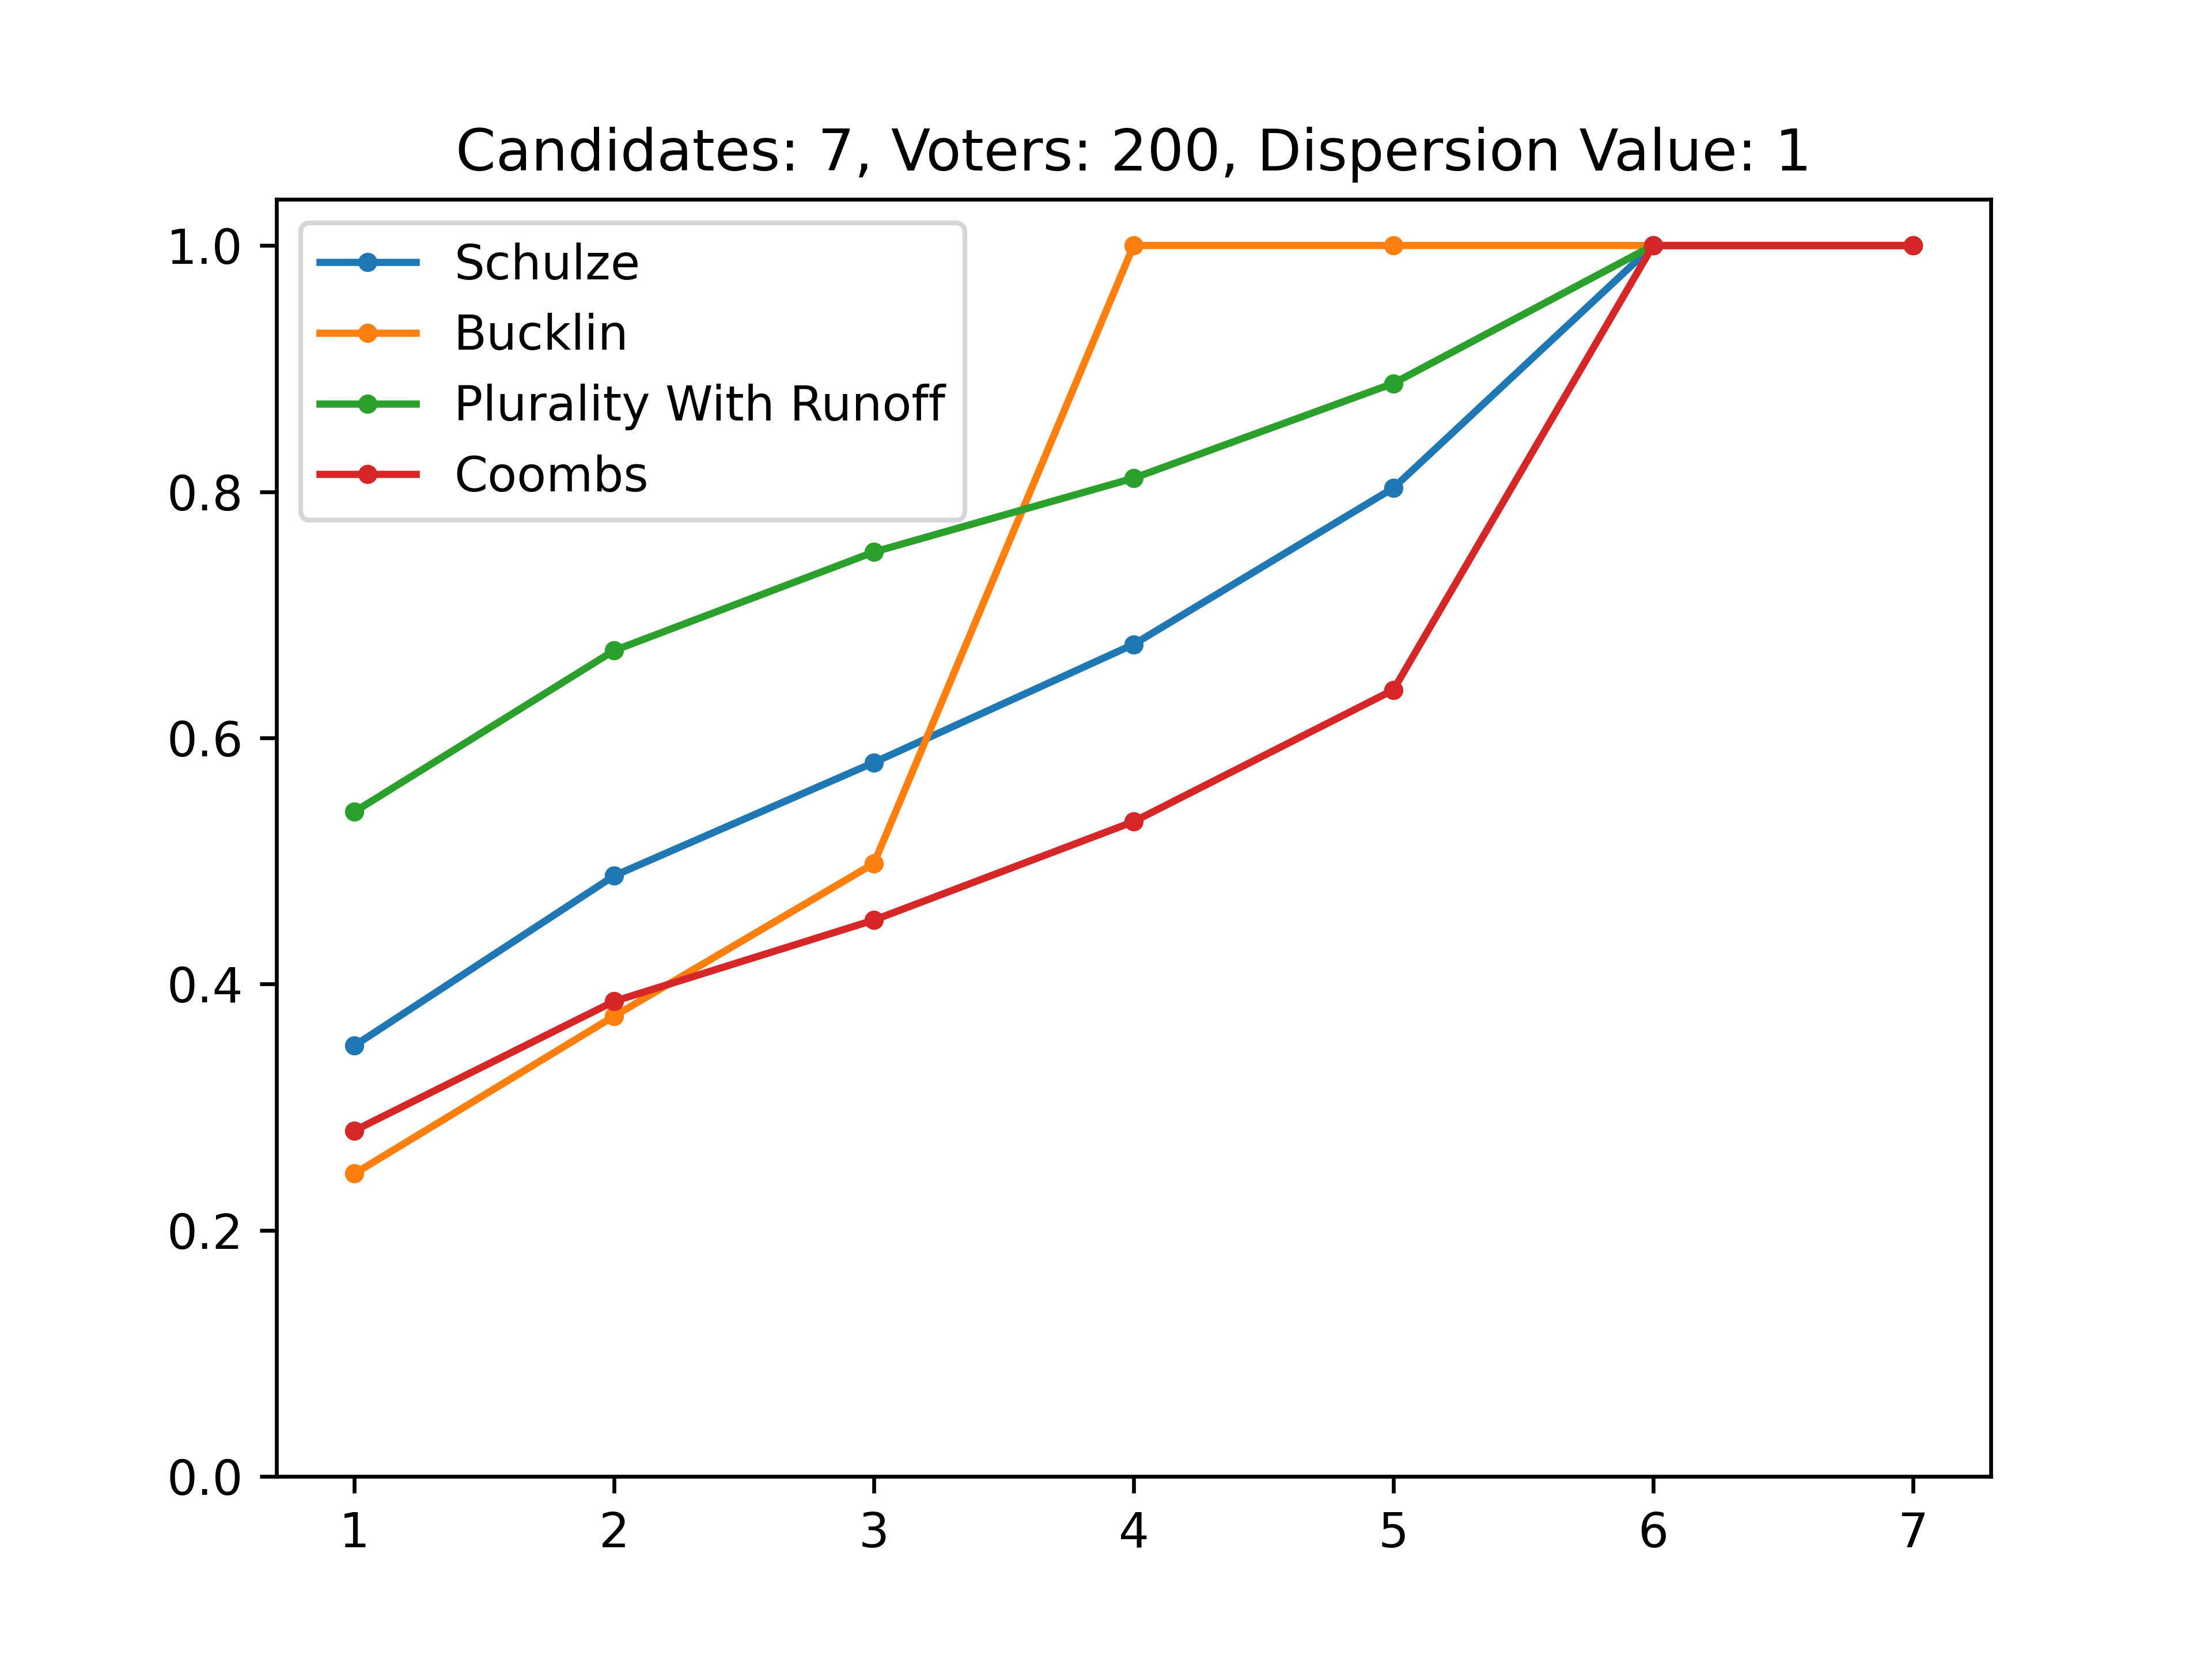 Candidates: 7, Voters: 200, Dispersion Value: 1
1.0
0.8
0.6
0.4
0.2
0.0
Schulze
Bucklin
Plurality With Runoff
Coombs
1 2 3 4 5 6 7